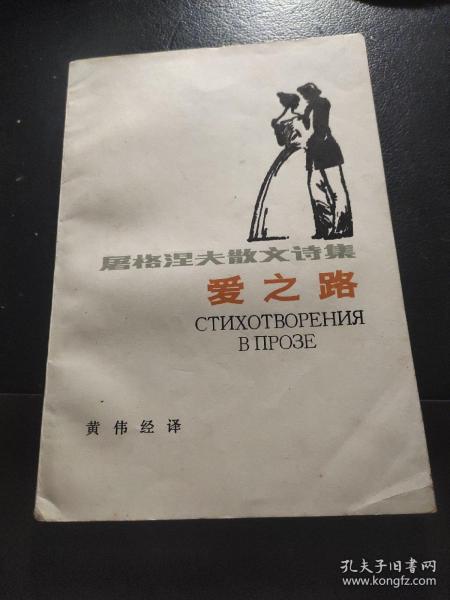 屠格涅夫散文诗集
爱之路
СТИХОТВОРЕНИЯ
В ПРОЗЕ
黄伟经译
孔夫子旧书网
www.kongfz.com